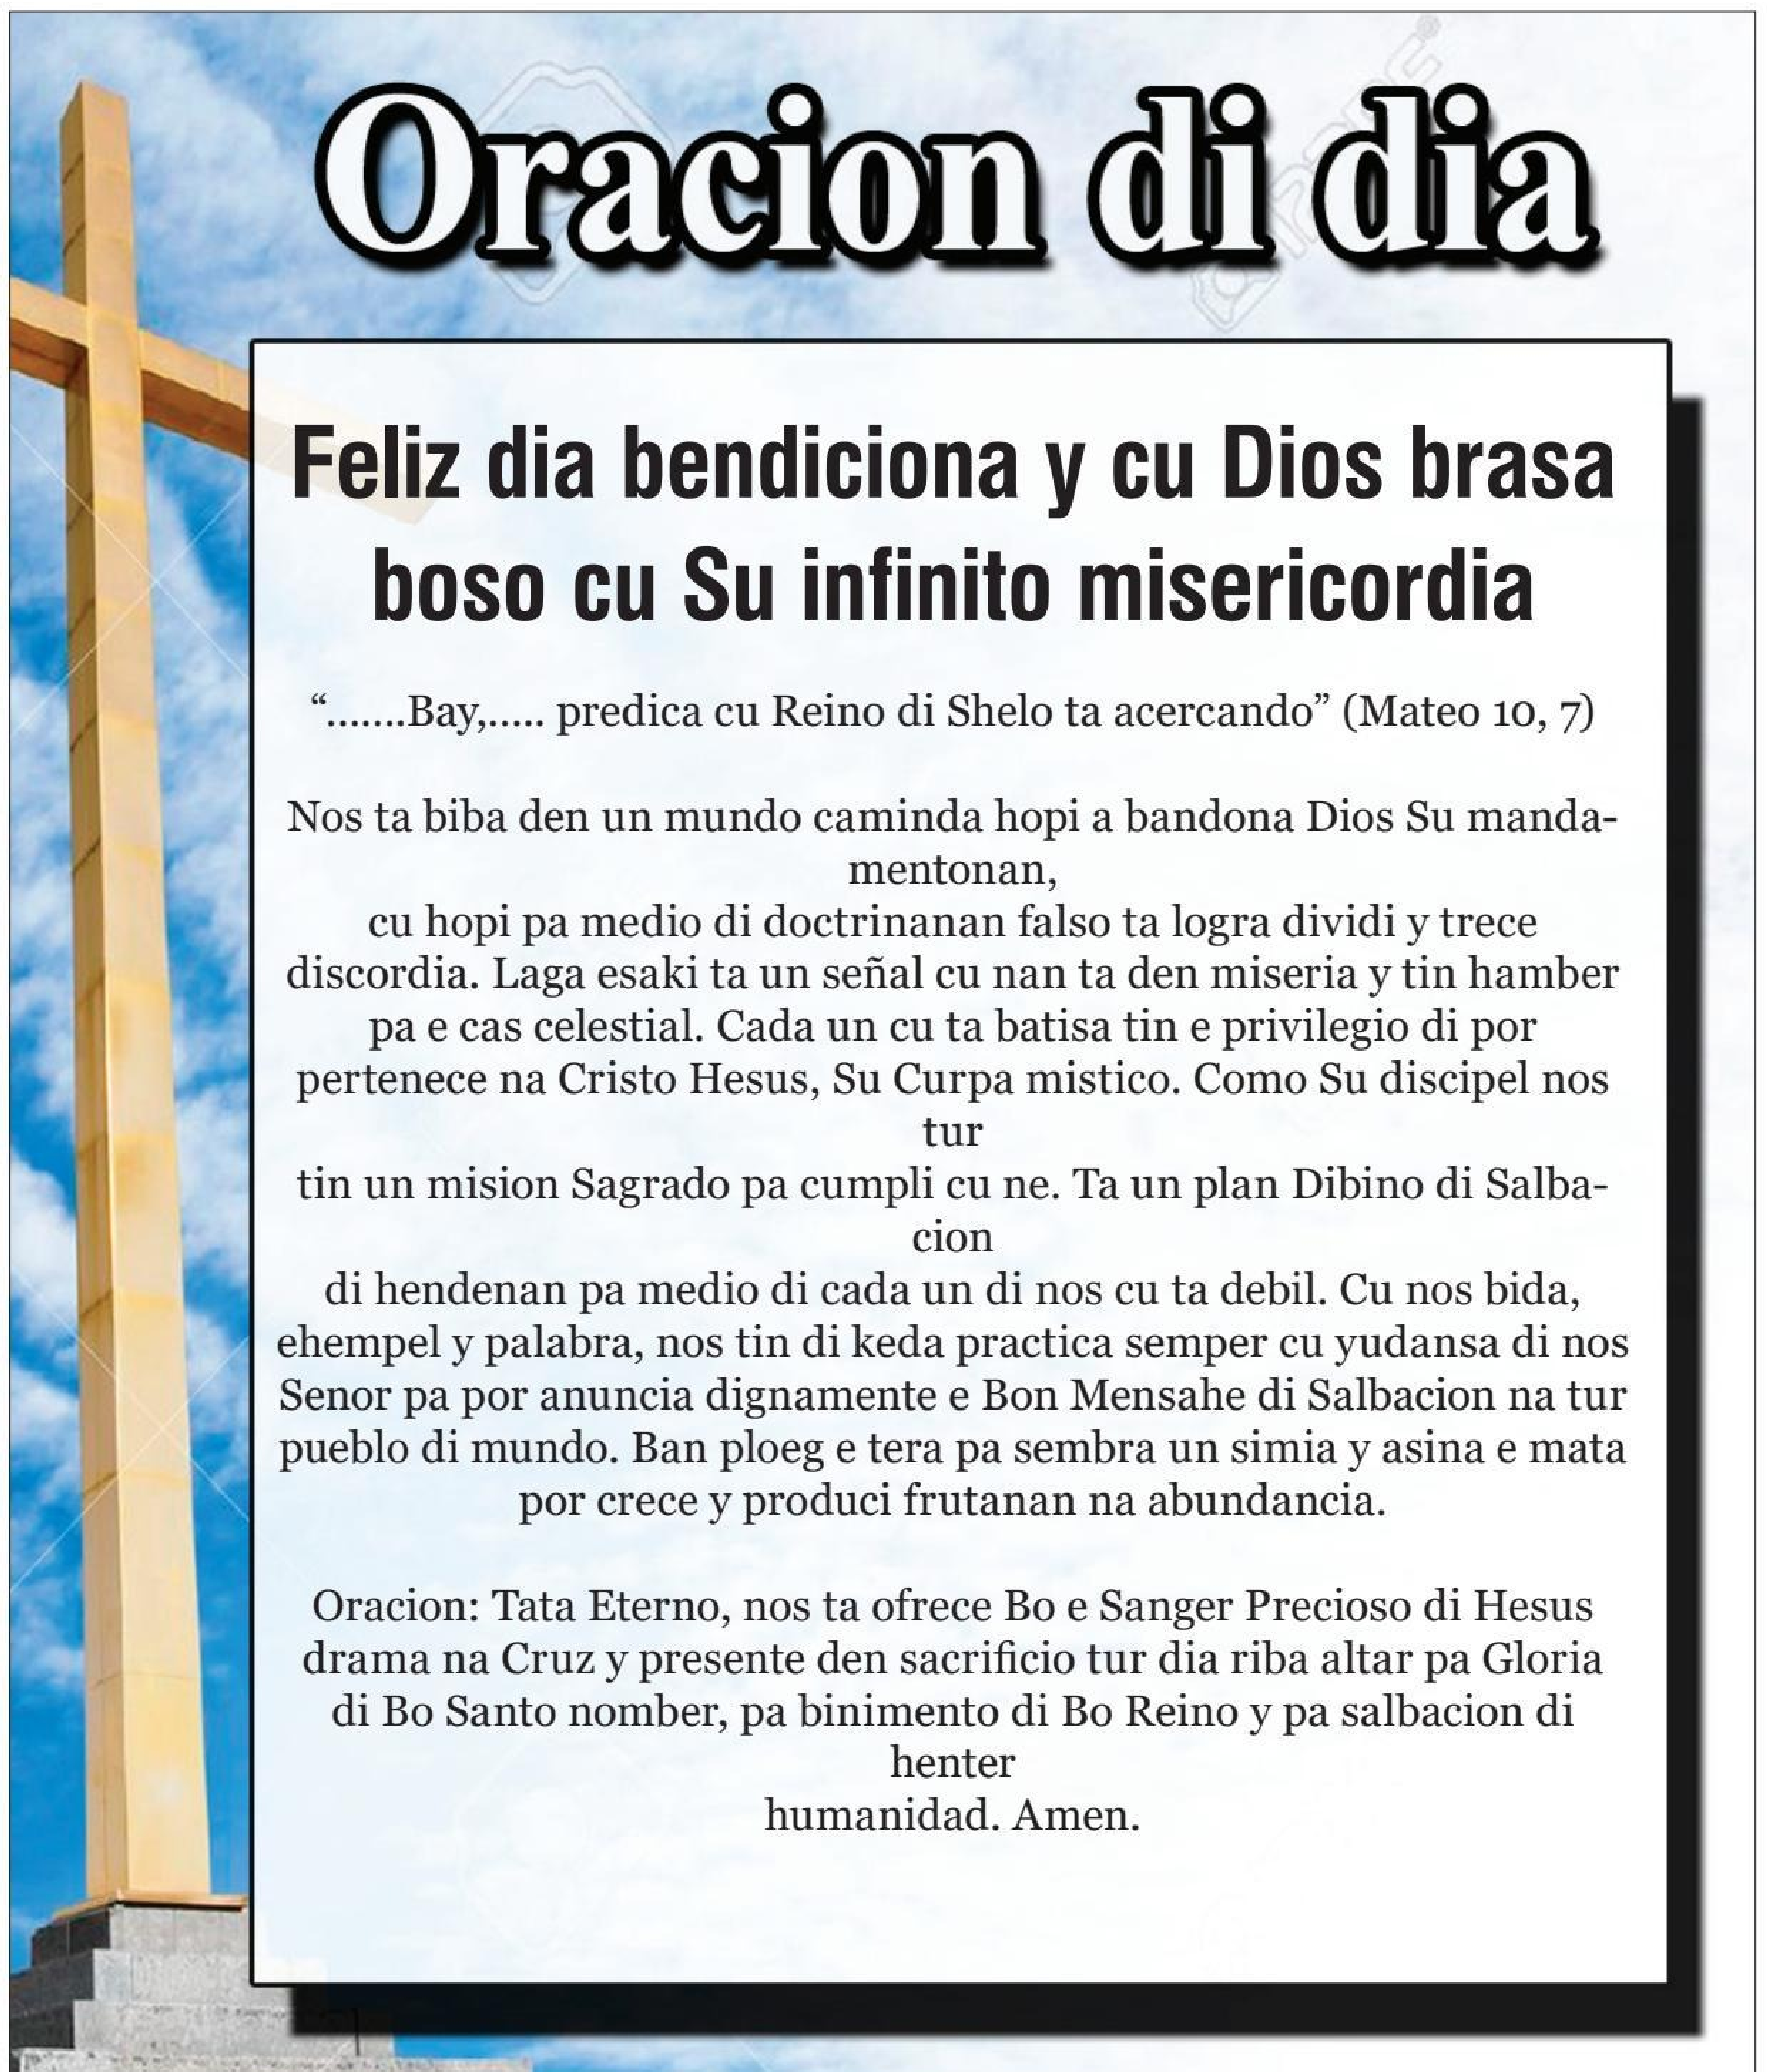 Oracion di dia
Feliz dia bendiciona y cu Dios brasa
boso cu Su infinito misericordia
“.......Bay,..... predica cu Reino di Shelo ta acercando” (Mateo 10, 7)
Nos ta biba den un mundo caminda hopi a bandona Dios Su manda-
mentonan,
cu hopi pa medio di doctrinanan falso ta logra dividi y trece
discordia. Laga esaki ta un señal cu nan ta den miseria y tin hamber
pa e cas celestial. Cada un cu ta batisa tin e privilegio di por
pertenece na Cristo Hesus, Su Curpa mistico. Como Su discipel nos
tur
tin un mision Sagrado pa cumpli cu ne. Ta un plan Dibino di Salba-
cion
di hendenan pa medio di cada un di nos cu ta debil. Cu nos bida,
ehempel y palabra, nos tin di keda practica semper cu yudansa di nos
Senor pa por anuncia dignamente e Bon Mensahe di Salbacion na tur
pueblo di mundo. Ban ploeg e tera pa sembra un simia y asina e mata
por crece y produci frutanan na abundancia.
Oracion: Tata Eterno, nos ta ofrece Bo e Sanger Precioso di Hesus
drama na Cruz y presente den sacrificio tur dia riba altar pa Gloria
di Bo Santo nomber, pa binimento di Bo Reino y pa salbacion di
henter
humanidad. Amen.